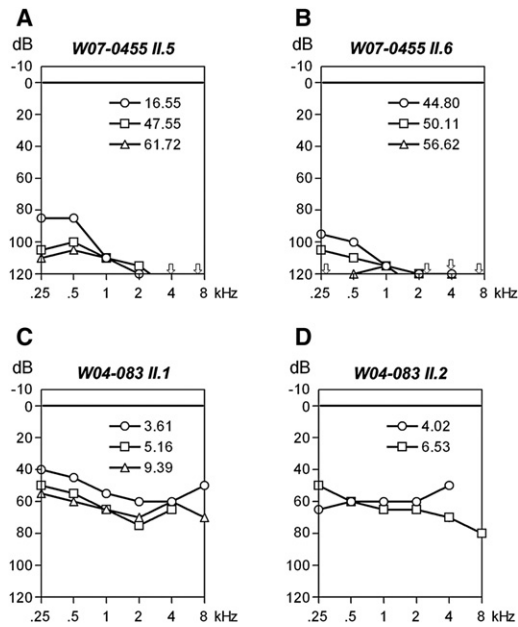 A
dB
W07-0455 II.5
-10
0
20
40
60
80
100
120
16.55
47.55
61.72
.25 .5 1 2 4 8 kHz
B
dB
W07-0455 II.6
-10
0
20
40
60
80
100
120
44.80
50.11
56.62
.25 .5 1 2 4 8 kHz
C
dB
W04-083 II.1
-10
0
20
40
60
80
100
120
3.61
5.16
9.39
.25 .5 1 2 4 8 kHz
D
dB
W04-083 II.2
-10
0
20
40
60
80
100
120
4.02
6.53
.25 .5 1 2 4 8 kHz